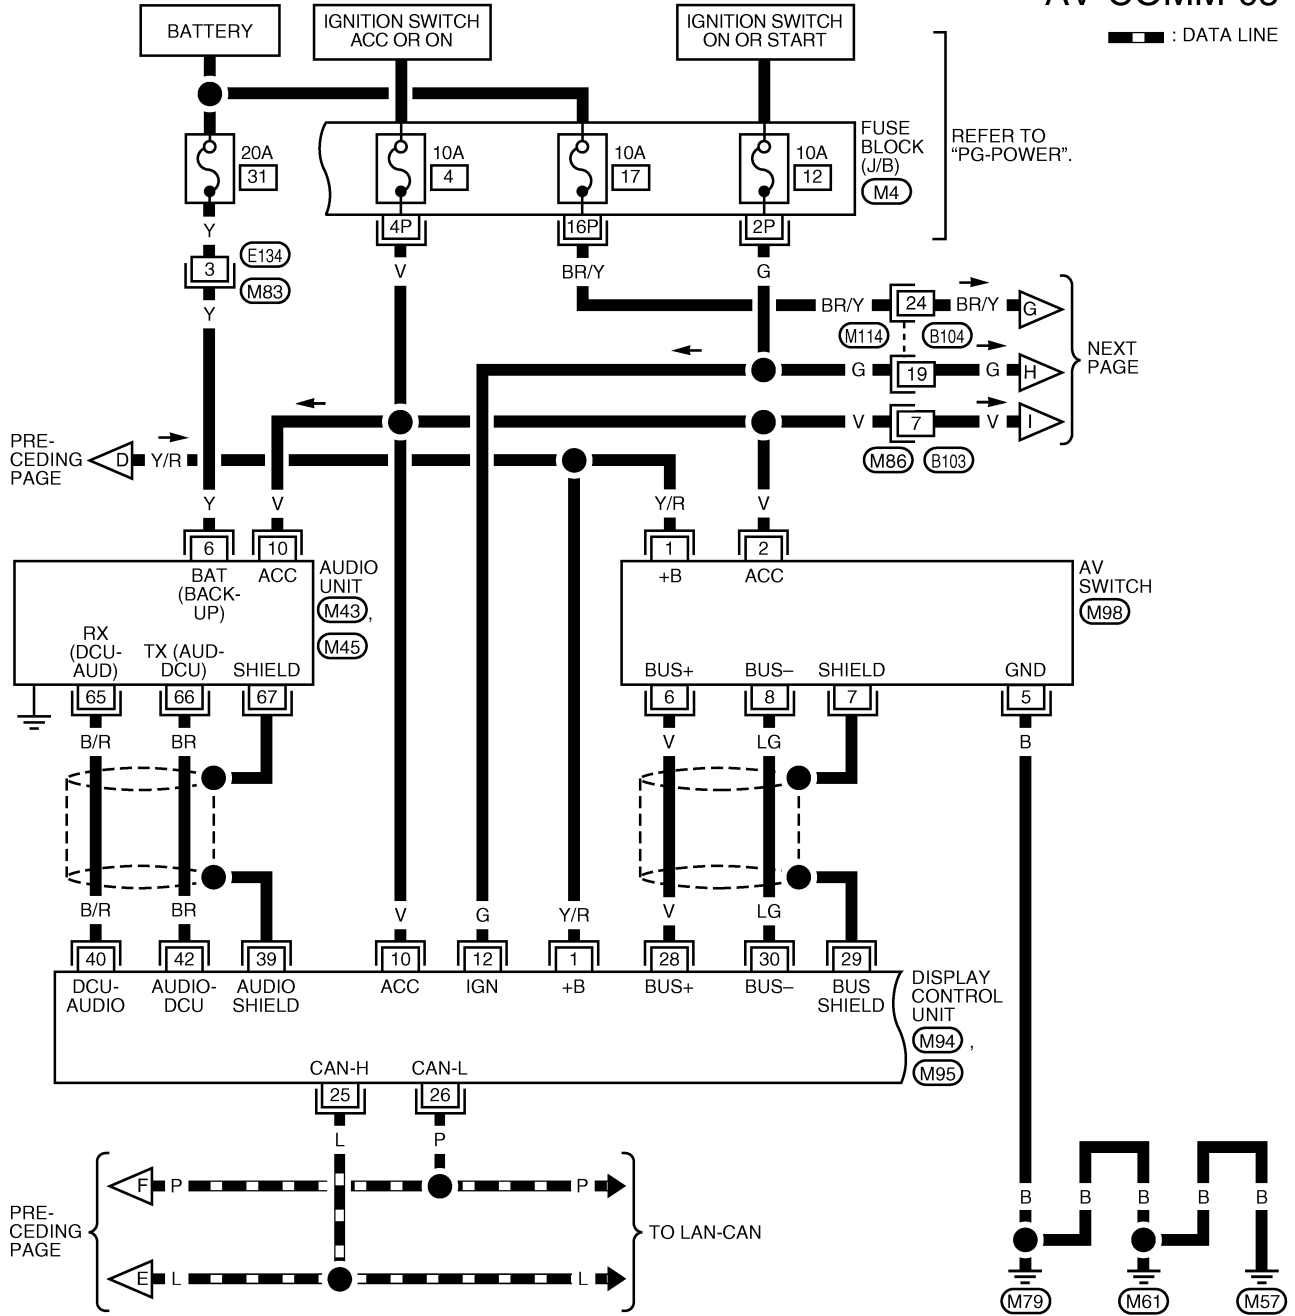 : DATA LINE
BATTERY
IGNITION SWITCH
ACC OR ON
IGNITION SWITCH
ON OR START
20A
31
10A
4
10A
17
10A
12
FUSE
BLOCK
(J/B)
M4
REFER TO
“PG-POWER”.
4P
16P
2P
Y
3
E134
M83
Y
V
BR/Y
G
BR/Y
24
BR/Y
G
M114
B104
G
19
G
H
NEXT
PAGE
V
7
V
I
M86
B103
PRE-
CEDING
PAGE
D
Y/R
Y
V
Y/R
V
6
10
1
2
BAT
(BACK-
UP)
ACC
AUDIO
UNIT
M43,
M45
+B
ACC
AV
SWITCH
M98
RX
(DCU-
AUD)
TX (AUD-
DCU)
SHIELD
BUS+
BUS–
SHIELD
GND
65
66
67
6
8
7
5
B/R
BR
V
LG
B
B/R
BR
V
G
Y/R
V
LG
40
42
39
10
12
1
28
30
29
DCU-
AUDIO
AUDIO-
DCU
AUDIO
SHIELD
ACC
IGN
+B
BUS+
BUS–
BUS
SHIELD
DISPLAY
CONTROL
UNIT
M94 ,
M95
CAN-H
CAN-L
25
26
L
P
PRE-
CEDING
PAGE
F
P
P
E
L
L
TO LAN-CAN
B
B
B
B
B
M79
M61
M57